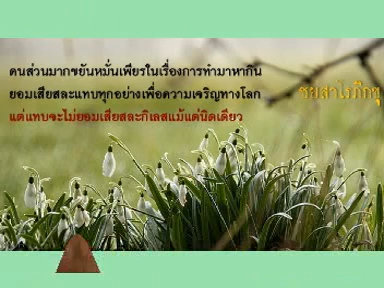 คนส่วนมากขยันหมั่นเพียรในเรื่องการทำมาหากิน
ยอมเสียสละแทบทุกอย่างเพื่อความเจริญทางโลก
แต่แทบจะไม่ยอมเสียสละกิเลสแม้แต่นิดเดียว
ชยสาโรภิกขุ